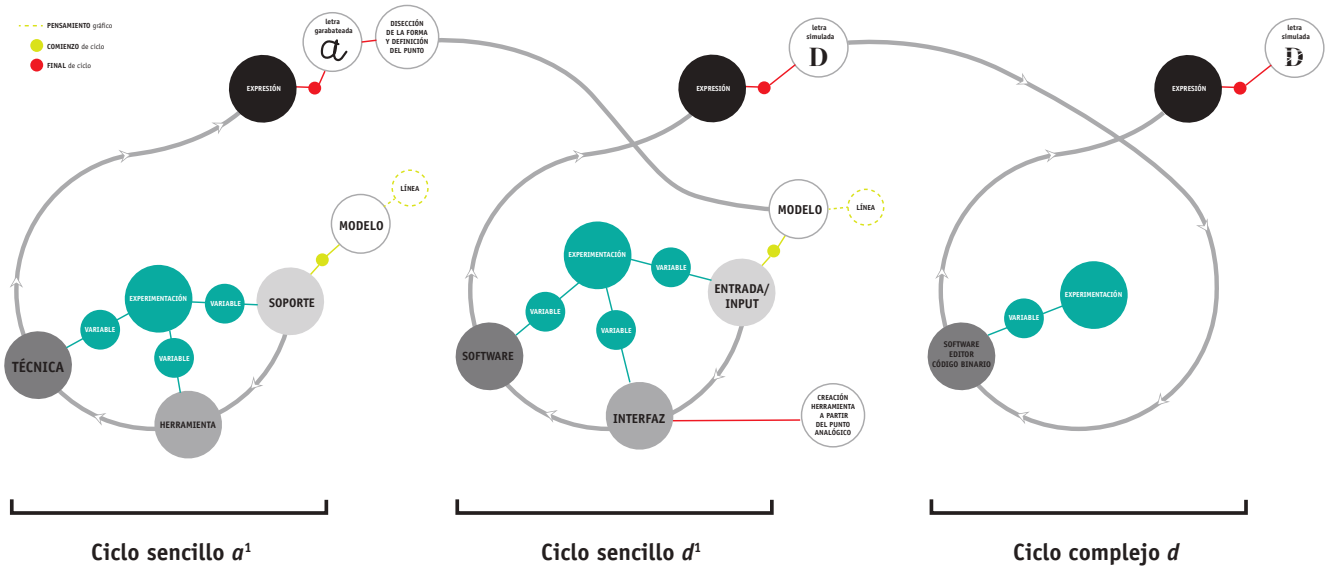 PENSAMIENTO gráfico
COMIENZO de ciclo
FINAL de ciclo
letra
garabateada
a
DISECCIÓN
DE LA FORMA
Y DEFINICIÓN
DEL PUNTO
EXPRESIÓN
LÍNEA
MODELO
EXPERIMENTACIÓN
VARIABLE
SOPORTE
VARIABLE
VARIABLE
TÉCNICA
HERRAMIENTA
Ciclo sencillo a¹
letra
simulada
D
EXPRESIÓN
LÍNEA
MODELO
EXPERIMENTACIÓN
VARIABLE
ENTRADA/
INPUT
VARIABLE
VARIABLE
SOFTWARE
INTERFAZ
CREACIÓN
HERRAMIENTA
A PARTIR
DEL PUNTO
ANALÓGICO
Ciclo sencillo d¹
letra
simulada
D
EXPRESIÓN
EXPERIMENTACIÓN
VARIABLE
SOFTWARE
EDITOR
CÓDIGO BINARIO
Ciclo complejo d